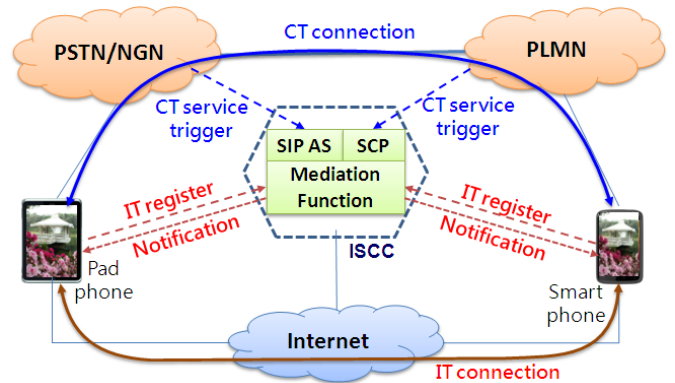 CT connection
PSTN/NGN
PLMN
CT service
trigger
CT service
trigger
SIP AS
SCP
Mediation
Function
IT register
Notification
IT register
Notification
ISCC
Pad
phone
Smart
phone
Internet
IT connection